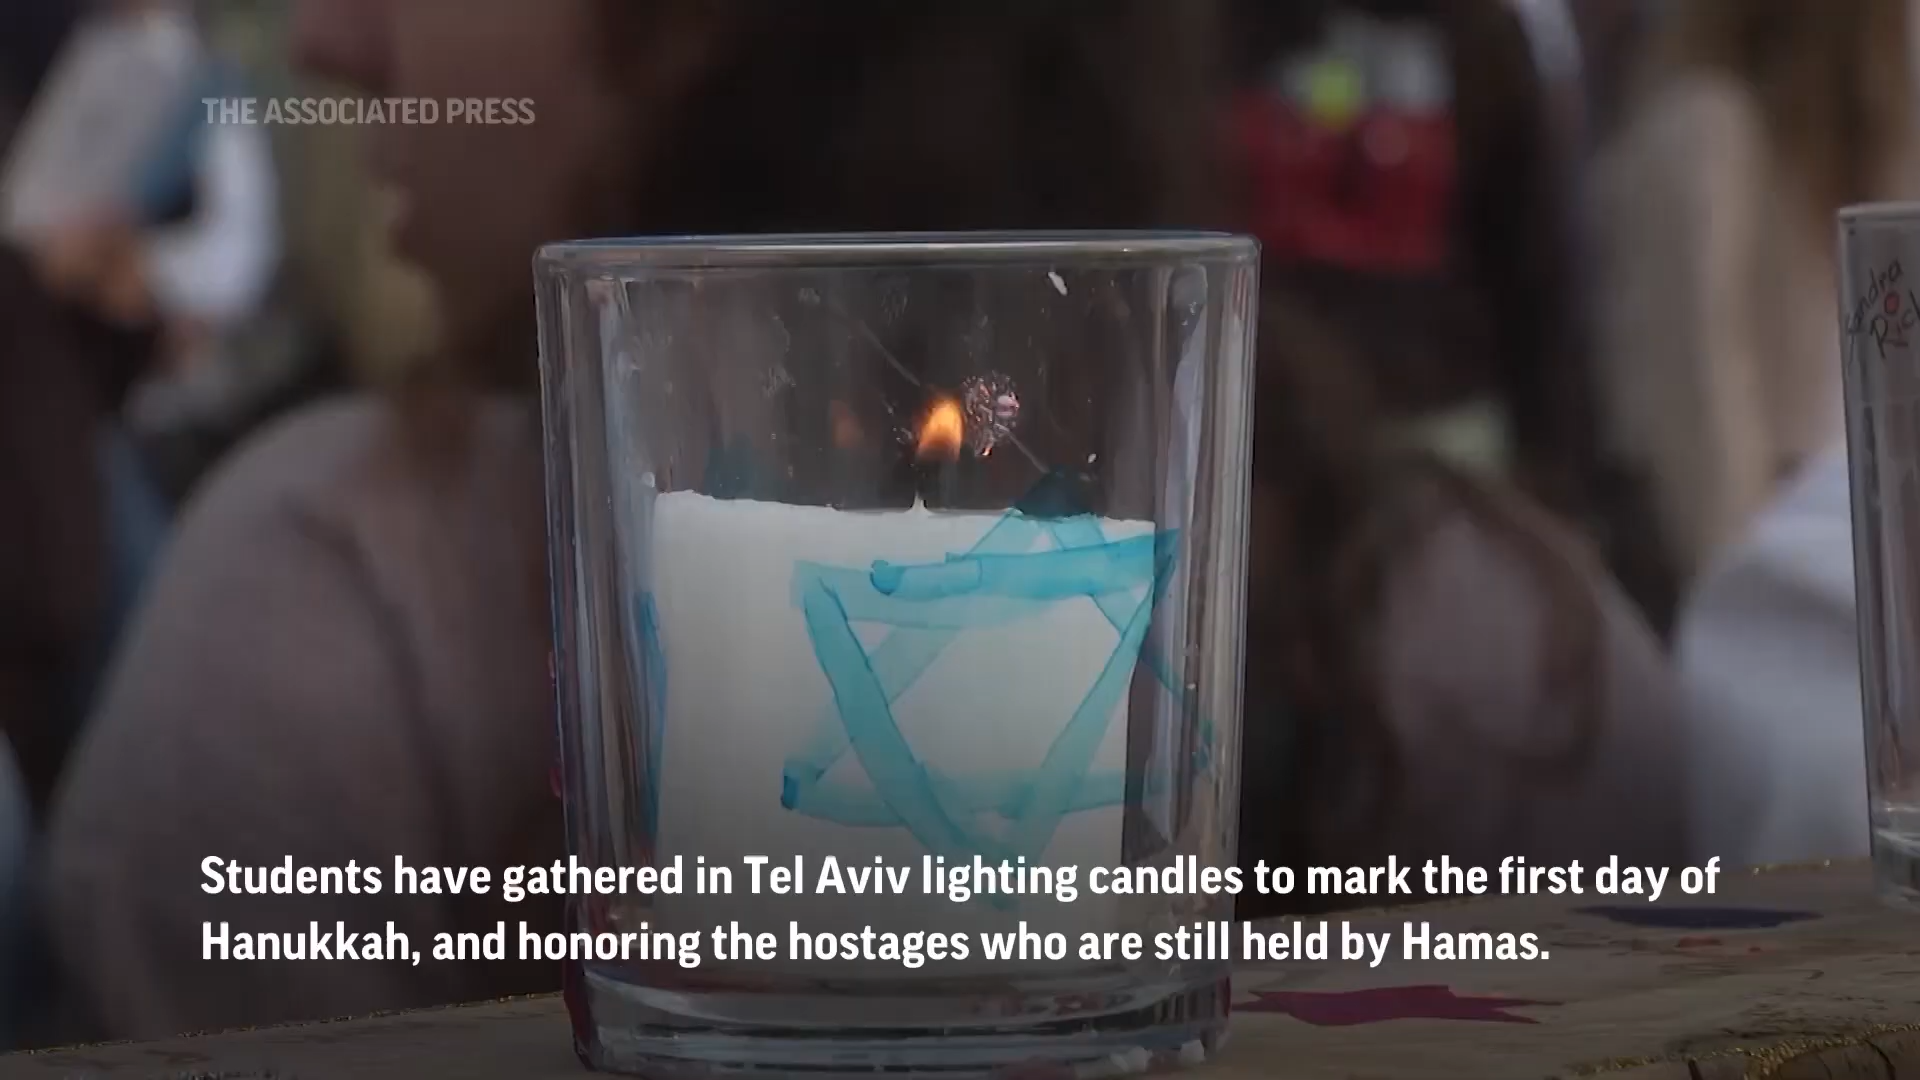 THE ASSOCIATED PRESS
Sandra
Students have gathered in Tel Aviv lighting candles to mark the first day of
Hanukkah, and honoring the hostages who are still held by Hamas.